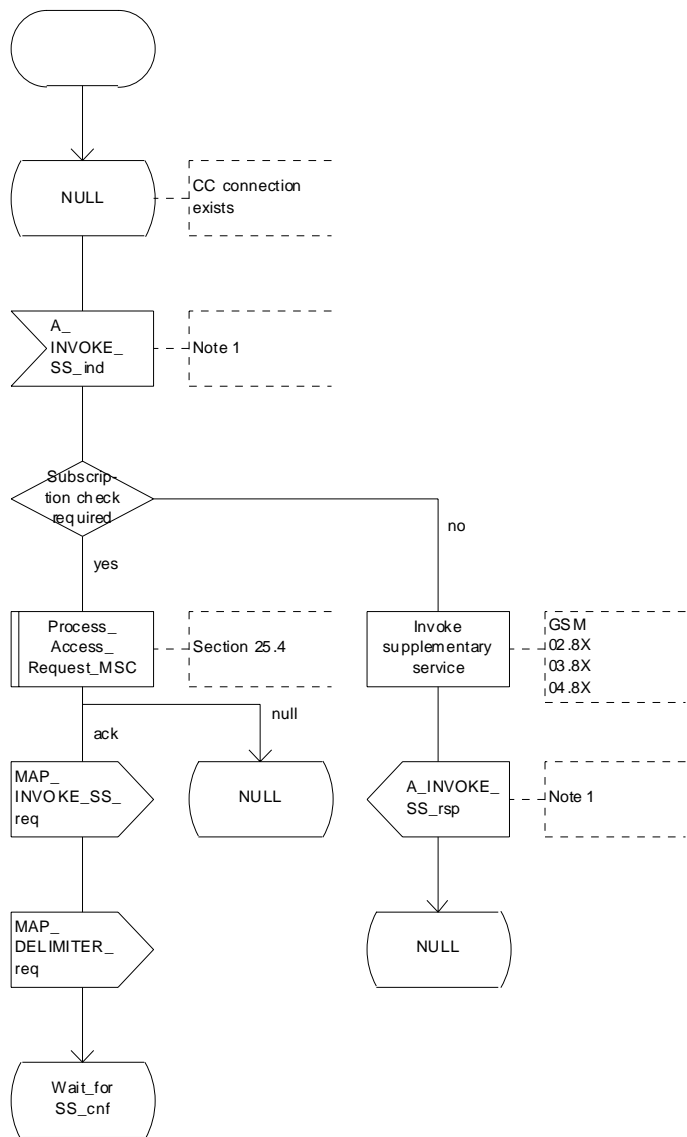 NULL
CC connection
exists
A_
INVOKE_
SS_ind
Note 1
Subscrip-
tion check
required
no
yes
Process_
Access_
Request_MSC
Section 25.4
Invoke
supplementary
service
GSM
02.8X
03.8X
04.8X
null
ack
MAP_
INVOKE_SS_
req
NULL
A_INVOKE_
SS_rsp
Note 1
MAP_
DELIMITER_
req
NULL
Wait_for
SS_cnf